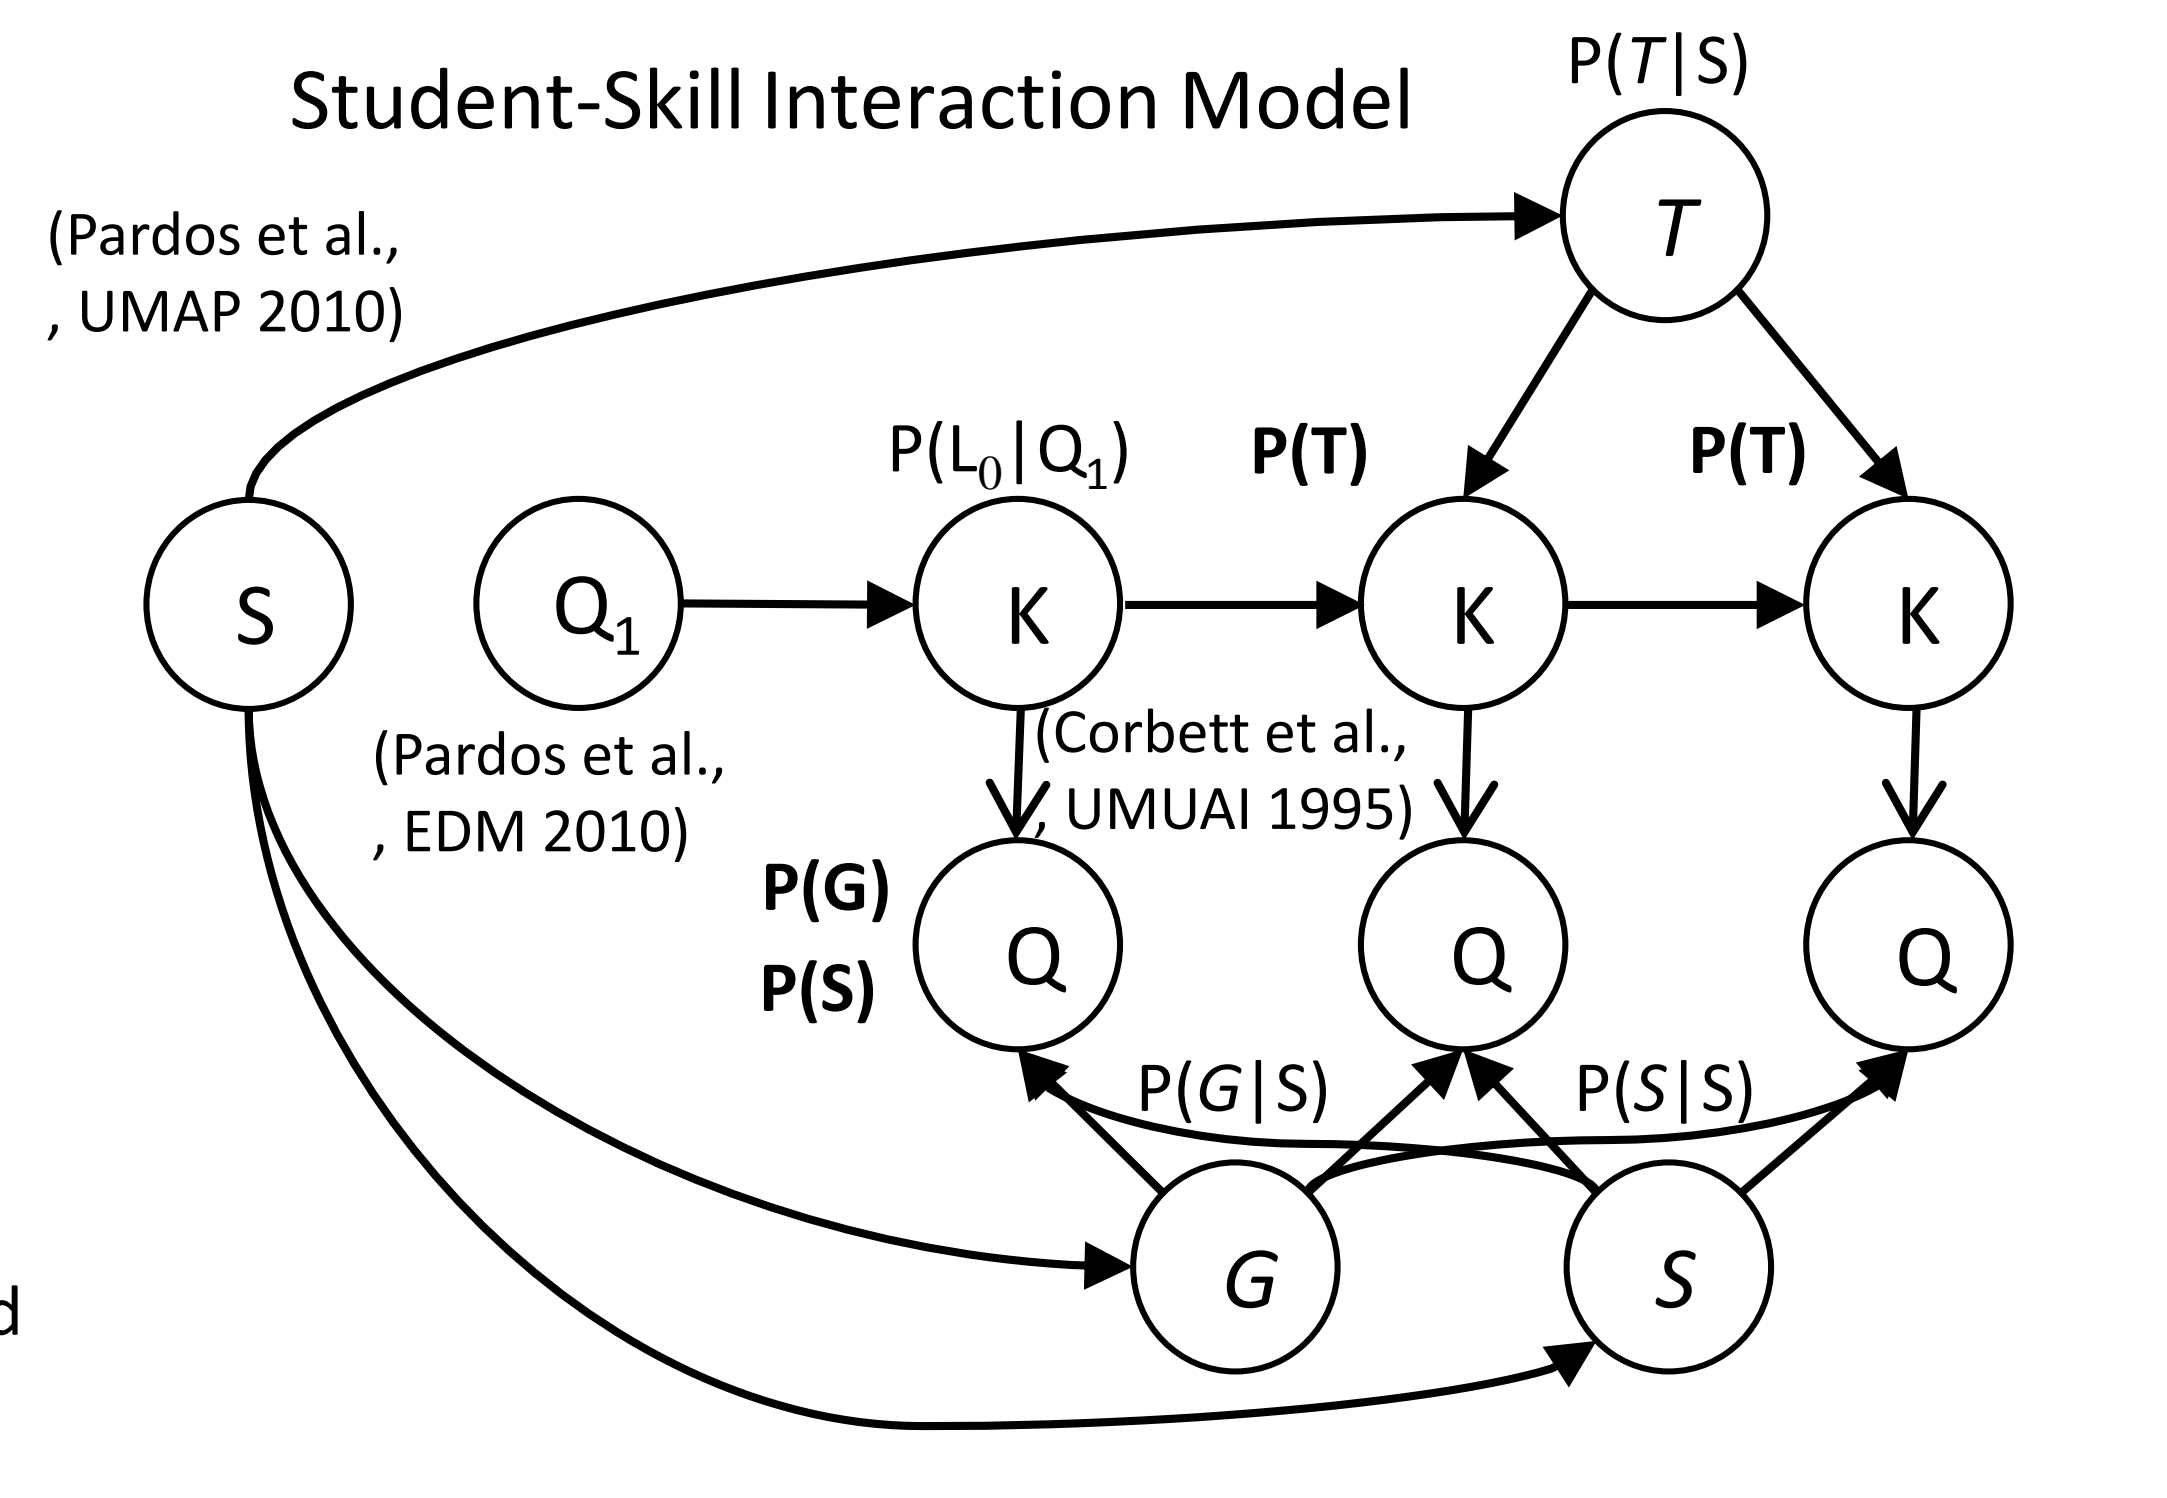 P(T|S)
Student-Skill Interaction Model
T
(Pardos et al.,
, UMAP 2010)
P(L0|Q1)
P(T)
P(T)
S
Q1
K
K
K
(Pardos et al.,
, EDM 2010)
(Corbett et al.,
, UMUAI 1995)
P(G)
P(S)
Q
Q
Q
P(G|S)
P(S|S)
G
S
d